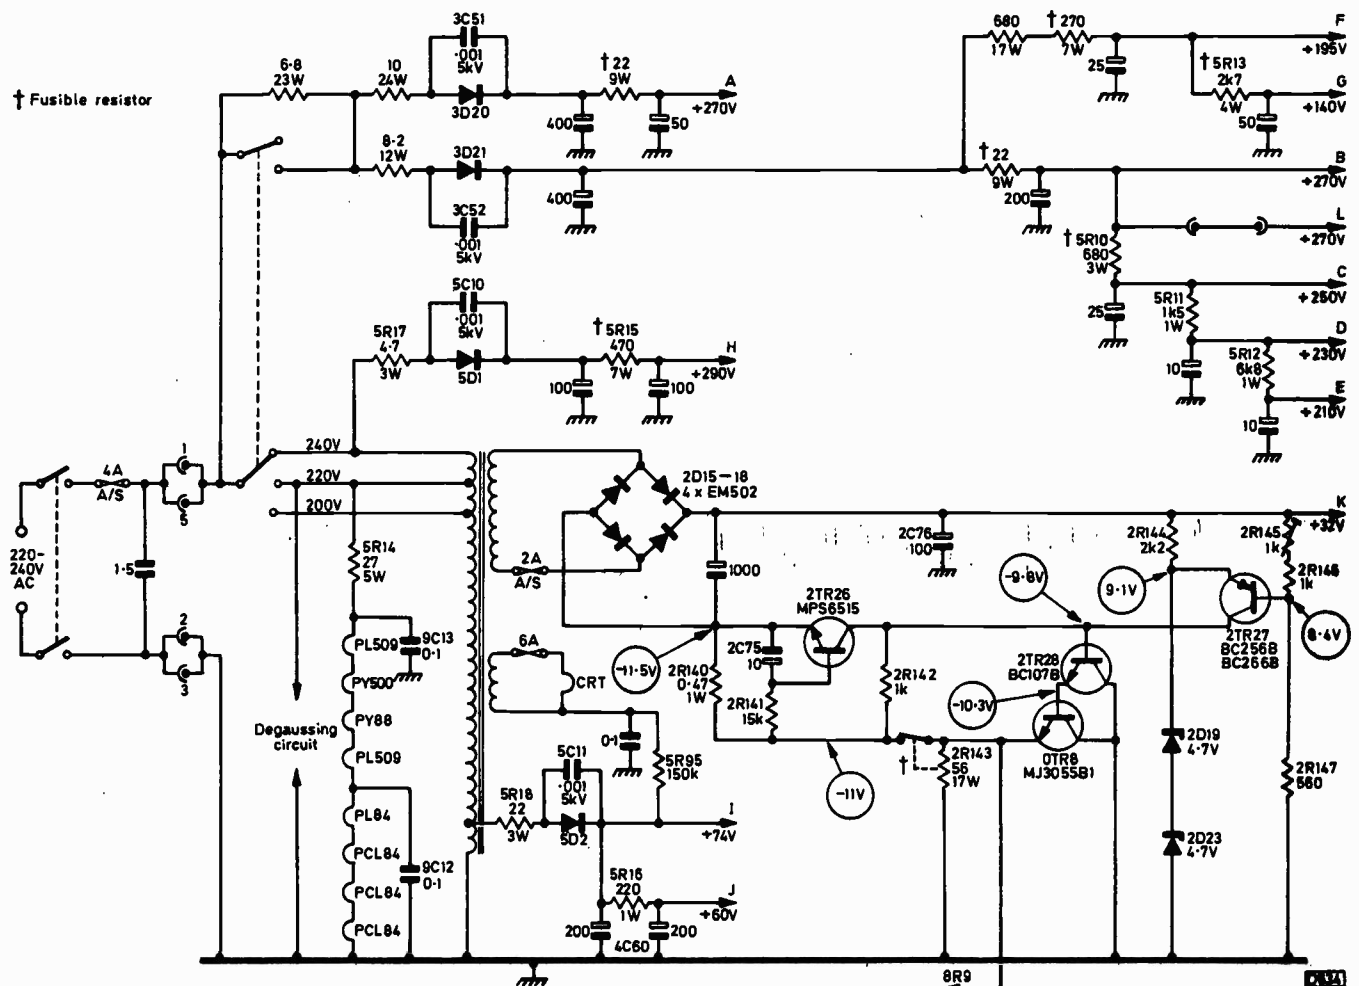 † Fusible resistor
6·8
23W
10
24W
3C51
·001
5kV
3D20
† 22
9W
A
+270V
400
50
8·2
12W
3D21
3C52
·001
5kV
400
680
17W
† 270
7W
F
+195V
25
† 5R13
2k7
4W
G
+140V
50
† 22
9W
B
+270V
200
L
+270V
† 5R10
680
3W
C
+250V
25
5R11
1k5
1W
D
+230V
10
5R12
6k8
1W
E
+210V
10
5R17
4·7
3W
5C10
·001
5kV
5D1
† 5R15
470
7W
H
+290V
100
100
240V
220V
200V
4A
A/S
1
5
2
3
220-
240V
AC
1·5
5R14
27
5W
PL509
9C13
0·1
PY500
PY88
PL509
PL84
PCL84
PCL84
PCL84
9C12
0·1
Degaussing
circuit
2D15-18
4 x EM502
2A
A/S
6A
CRT
0·1
5R95
150k
5R18
22
3W
5C11
·001
5kV
5D2
I
+74V
5R16
220
1W
J
+60V
200
4C60
200
1000
2C76
100
K
+32V
2R144
2k2
2R145
1k
2R146
1k
-9·8V
9·1V
8·4V
2TR26
MPS6515
2TR27
BC256B
BC266B
-11·5V
2C75
10
2R140
0·47
1W
2R141
15k
2R142
1k
2TR28
BC107B
-10·3V
0TR8
MJ3055B1
†
2R143
56
17W
-11V
2D19
4·7V
2D23
4·7V
2R147
560
8R9